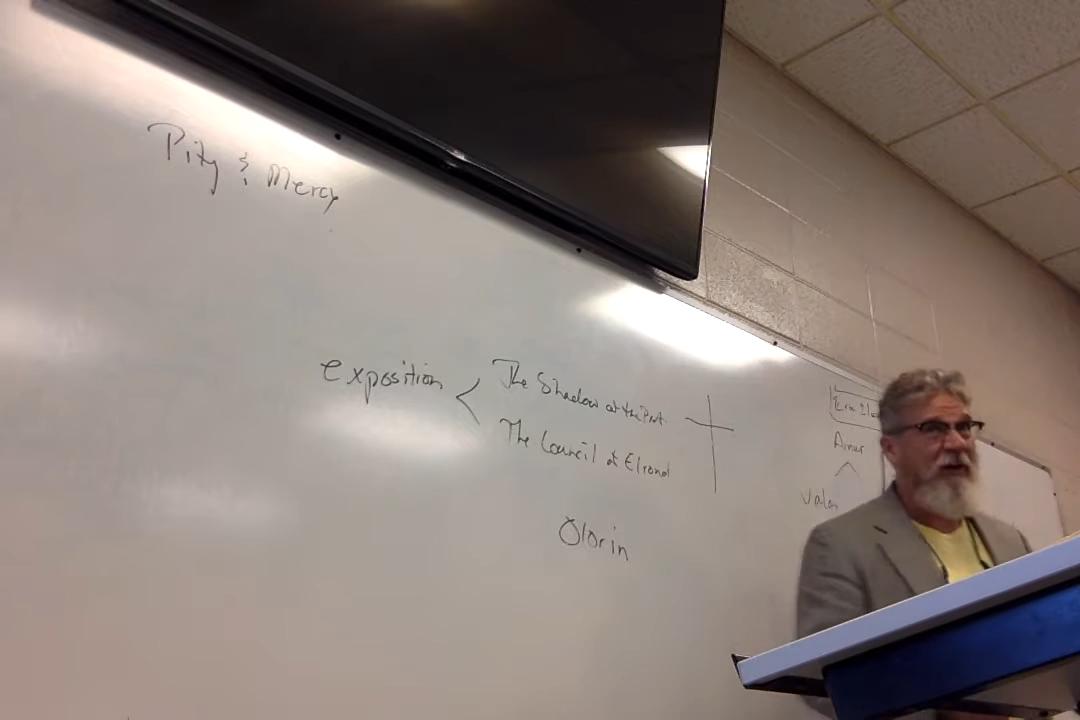 Pity & Mercy
exposition
The Shadow of the Past
The Council of Elrond
Olorin
Ainur
Valar